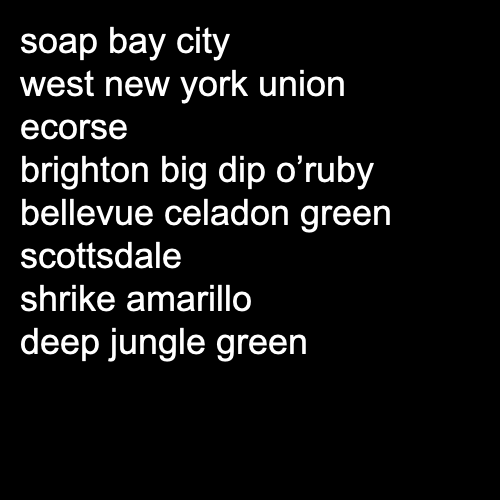 soap bay city
west new york union
ecorse
brighton big dip o’ruby
bellevue celadon green
scottsdale
shrike amarillo
deep jungle green